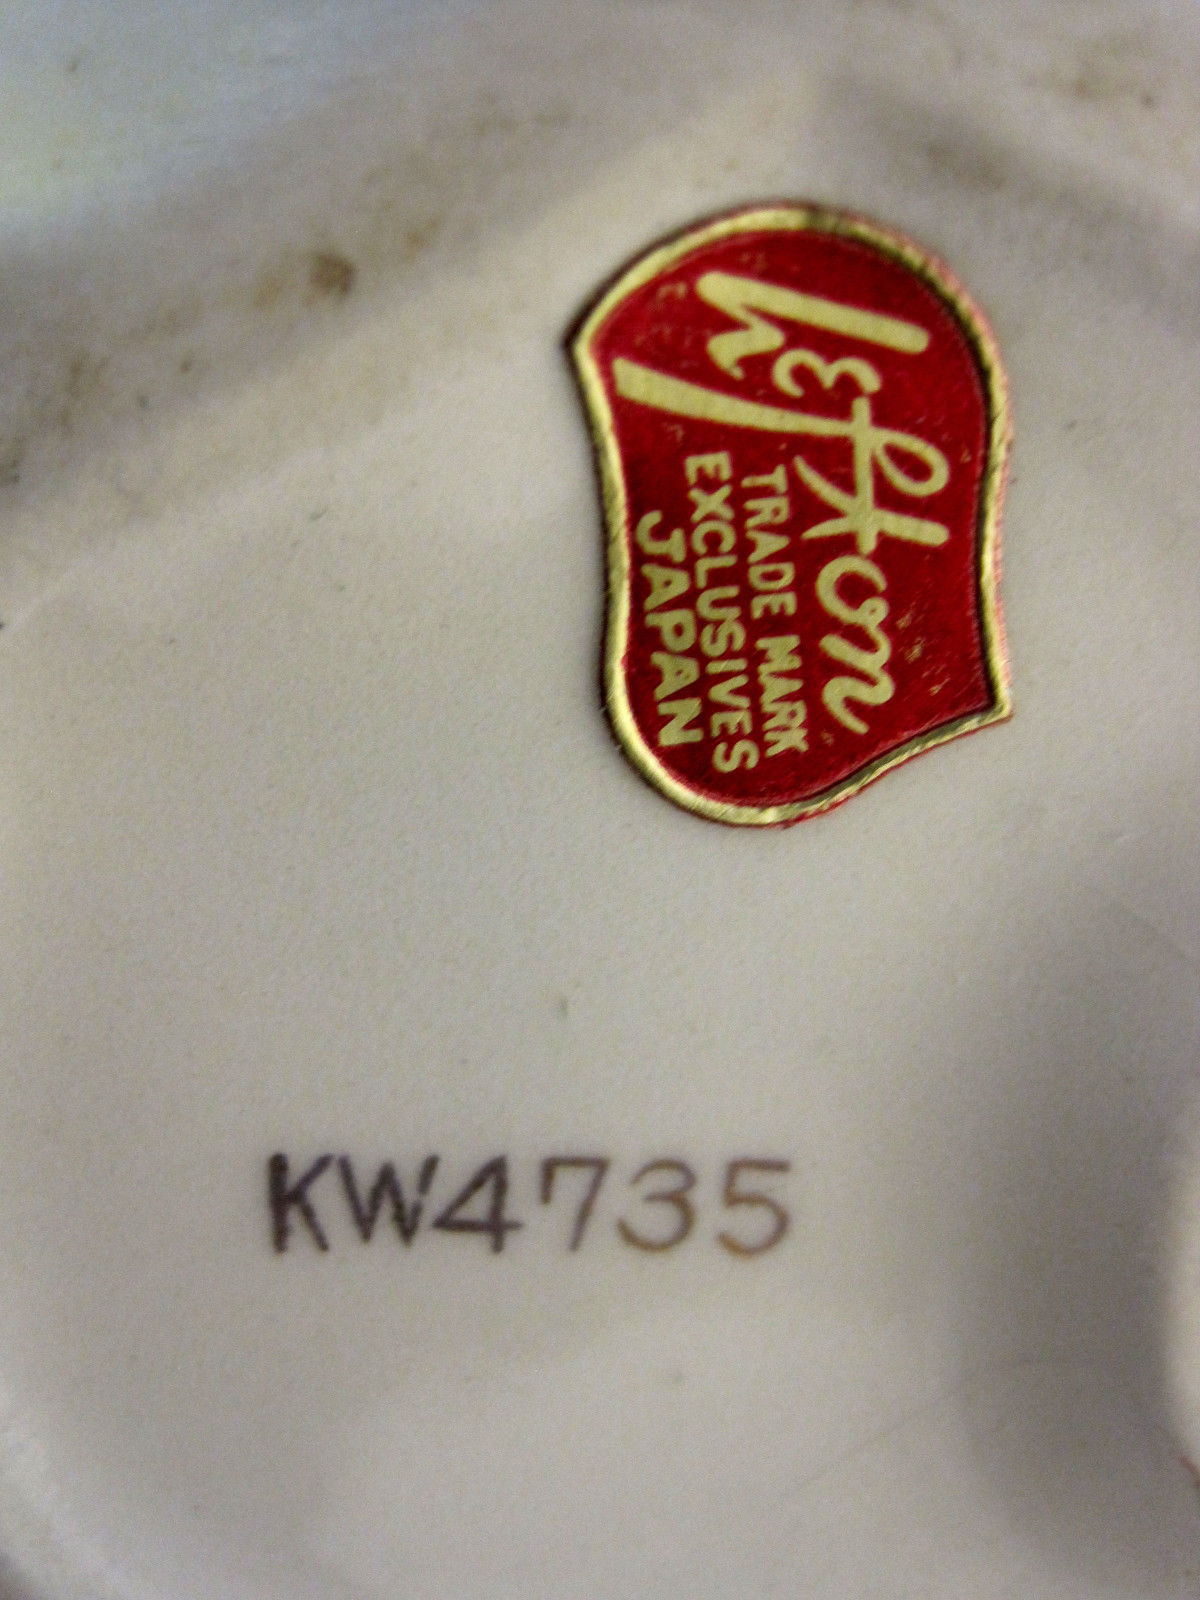 Lefton
TRADE MARK
EXCLUSIVES
JAPAN
KW4735